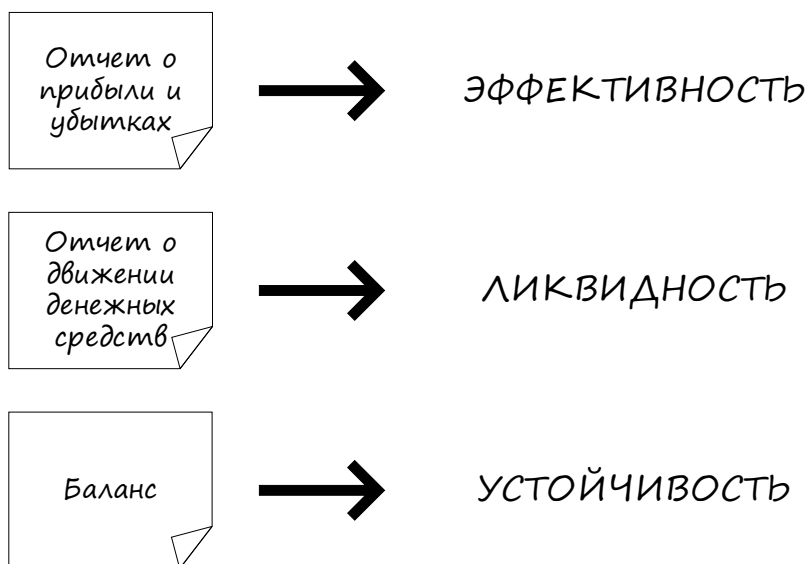 Отчет о
прибыли и
убытках
ЭФФЕКТИВНОСТЬ
Отчет о
движении
денежных
средств
ЛИКВИДНОСТЬ
Баланс
УСТОЙЧИВОСТЬ